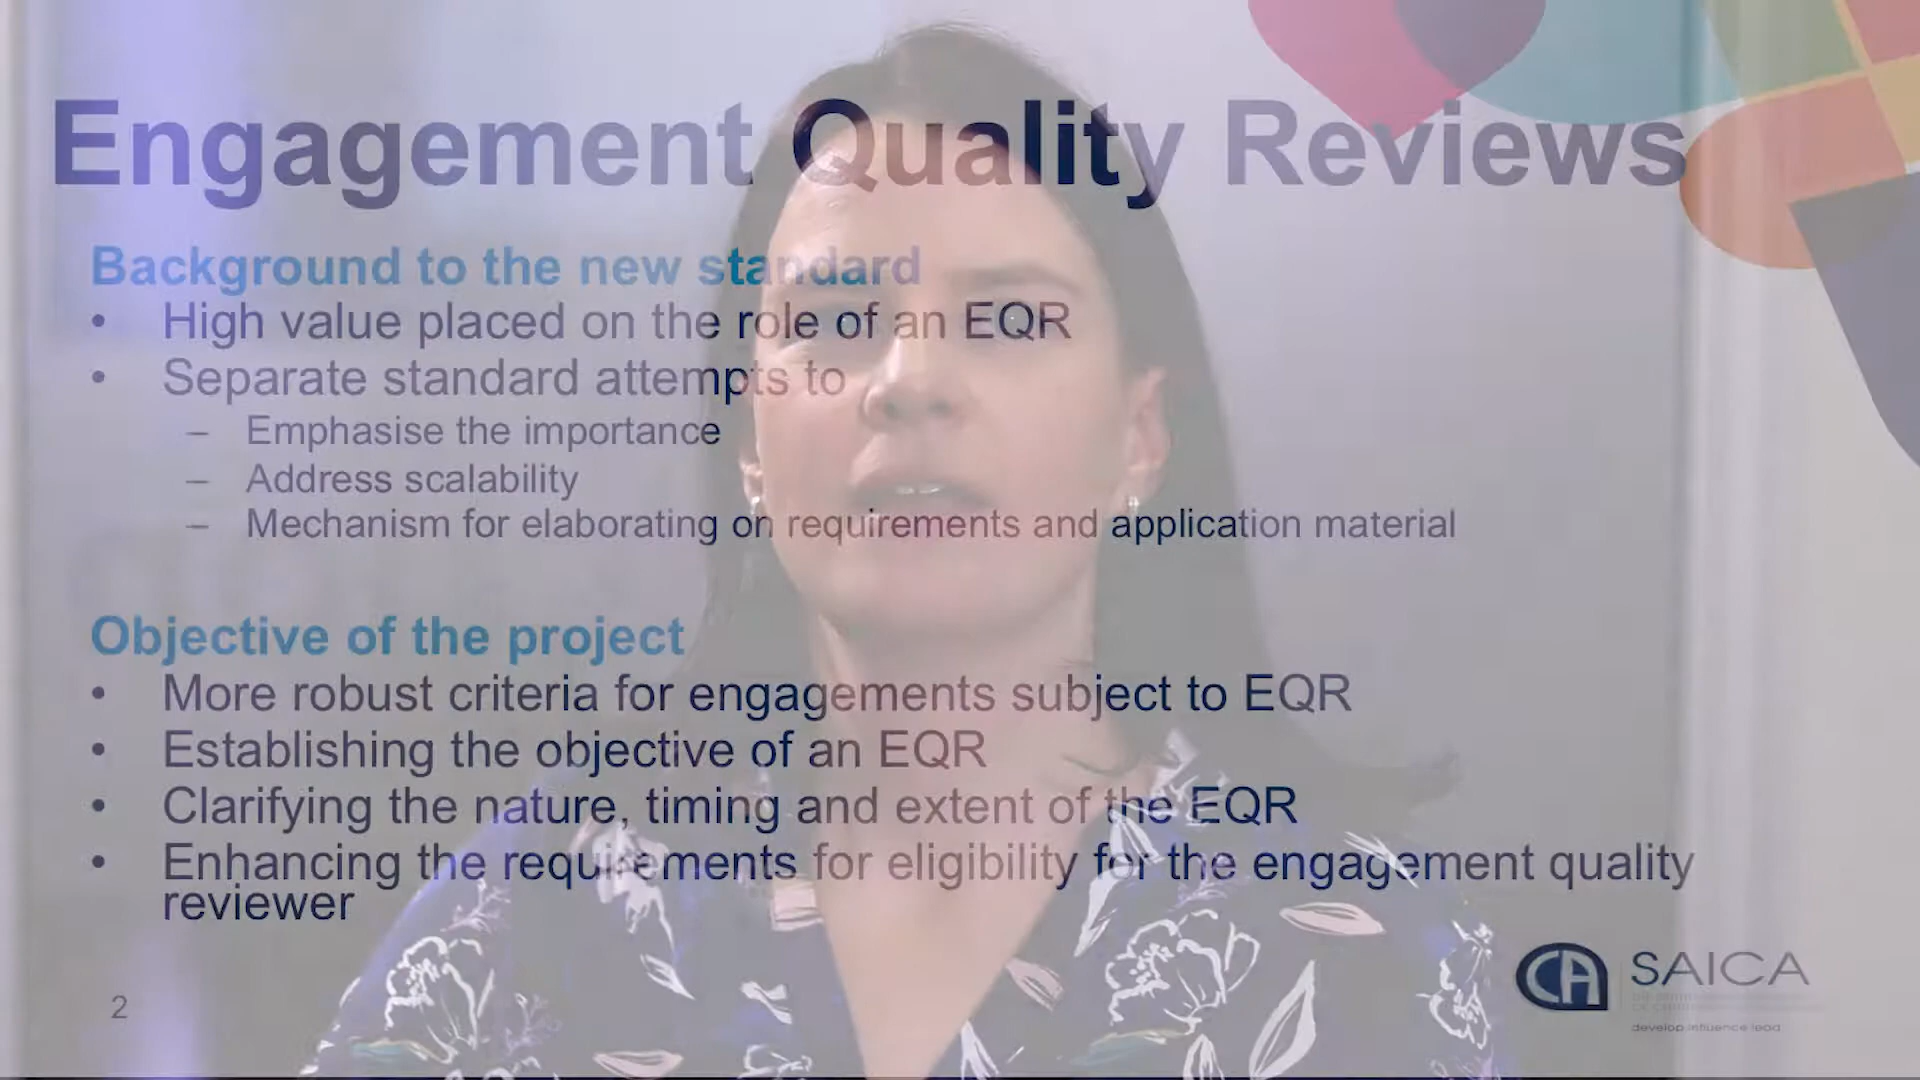 Engagement Quality Reviews
Background to the new standard
• High value placed on the role of an EQR
• Separate standard attempts to
– Emphasise the importance
– Address scalability
– Mechanism for elaborating on requirements and application material
Objective of the project
• More robust criteria for engagements subject to EQR
• Establishing the objective of an EQR
• Clarifying the nature, timing and extent of the EQR
• Enhancing the requirements for eligibility for the engagement quality
reviewer
2
CA SAICA
develop influence lead